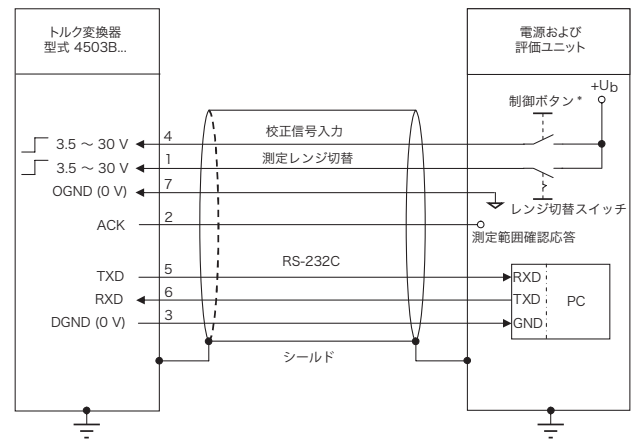 トルク変換器
型式 4503B...
電源および
評価ユニット
+Ub
制御ボタン*
3.5 ～ 30 V
4
校正信号入力
3.5 ～ 30 V
1
測定レンジ切替
OGND (0 V)
7
レンジ切替スイッチ
ACK
2
測定範囲確認応答
RS-232C
TXD
5
RXD
RXD
6
TXD
PC
DGND (0 V)
3
GND
シールド